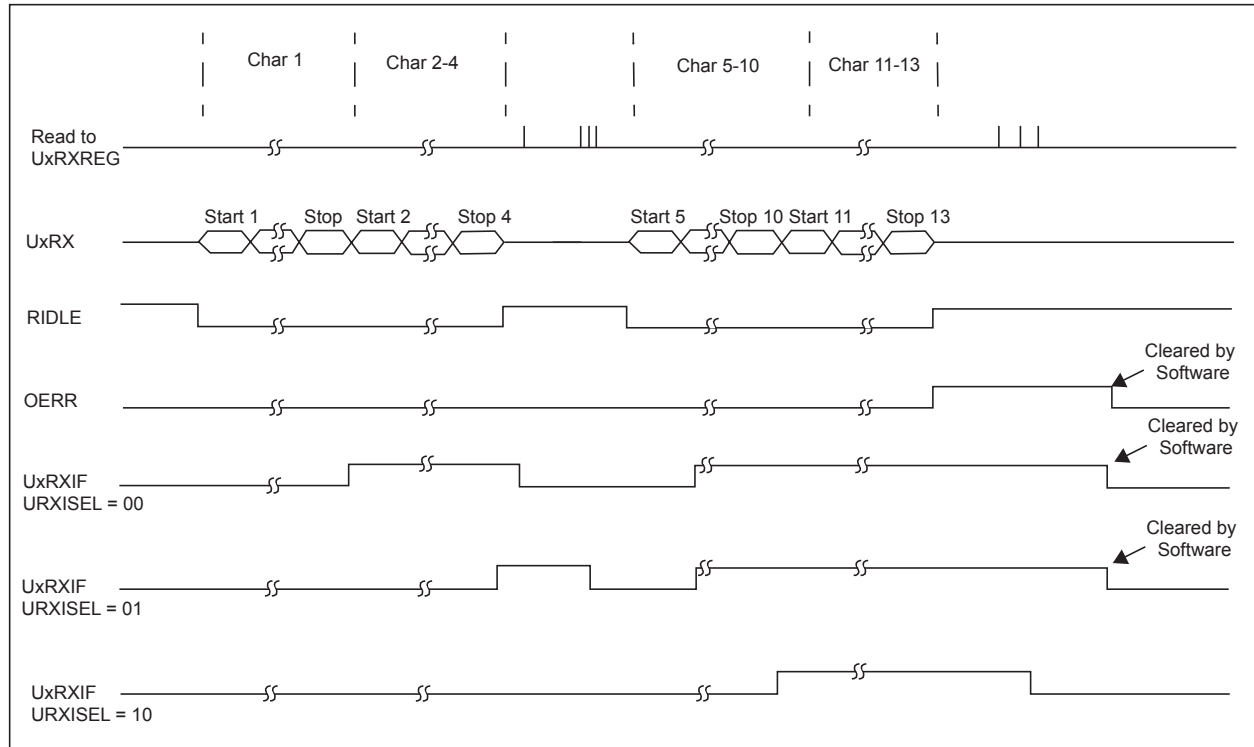 Char 1
Char 2-4
Char 5-10
Char 11-13
Read to
UxRXREG
Start 1
Stop
Start 2
Stop 4
Start 5
Stop 10
Start 11
Stop 13
UxRX
RIDLE
Cleared by
Software
OERR
Cleared by
Software
UxRXIF
URXISEL = 00
Cleared by
Software
UxRXIF
URXISEL = 01
UxRXIF
URXISEL = 10